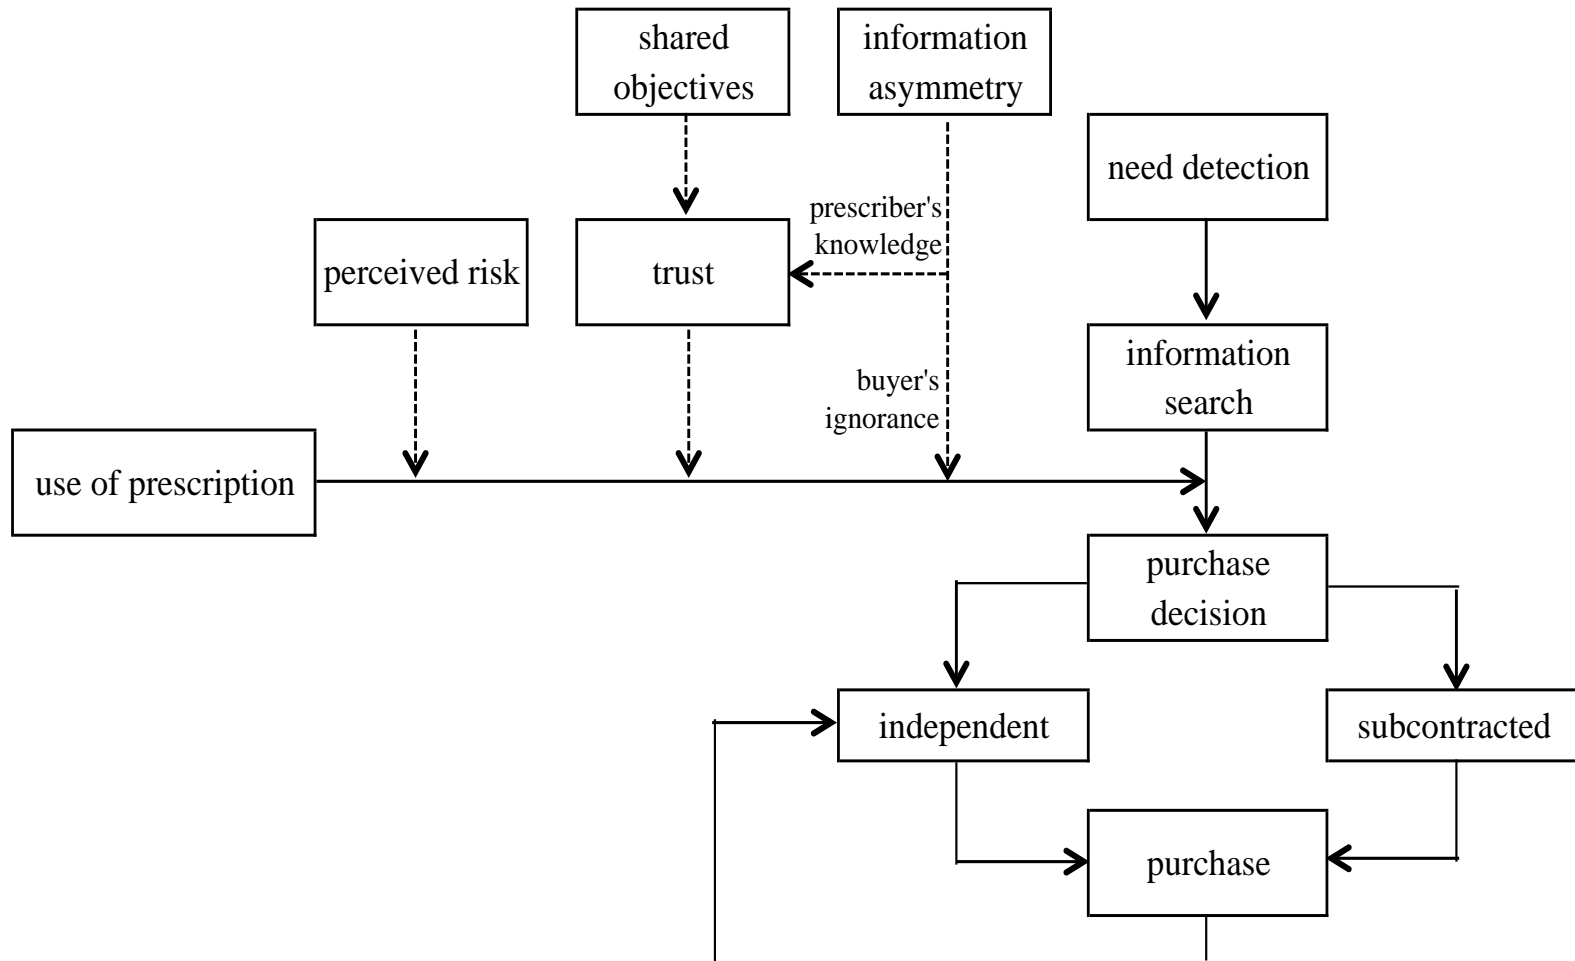 shared
objectives
information
asymmetry
need detection
prescriber's
knowledge
perceived risk
trust
information
search
buyer's
ignorance
use of prescription
purchase
decision
independent
subcontracted
purchase